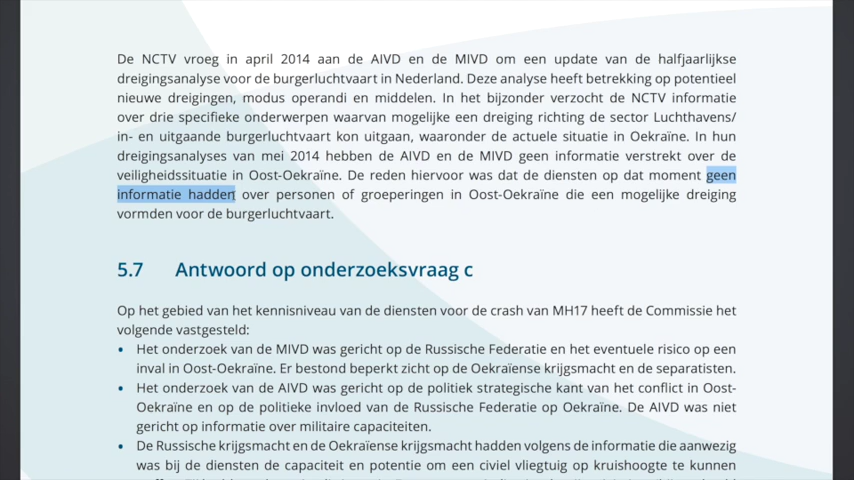 De NCTV vroeg in april 2014 aan de AIVD en de MIVD om een update van de halfjaarlijkse
dreigingsanalyse voor de burgerluchtvaart in Nederland. Deze analyse heeft betrekking op potentieel
nieuwe dreigingen, modus operandi en middelen. In het bijzonder verzocht de NCTV informatie
over drie specifieke onderwerpen waarvan mogelijke een dreiging richting de sector Luchthavens/
in- en uitgaande burgerluchtvaart kon uitgaan, waaronder de actuele situatie in Oekraïne. In hun
dreigingsanalyses van mei 2014 hebben de AIVD en de MIVD geen informatie verstrekt over de
veiligheidssituatie in Oost-Oekraïne. De reden hiervoor was dat de diensten op dat moment geen
informatie hadden over personen of groeperingen in Oost-Oekraïne die een mogelijke dreiging
vormden voor de burgerluchtvaart.
5.7 Antwoord op onderzoeksvraag c
Op het gebied van het kennisniveau van de diensten voor de crash van MH17 heeft de Commissie het
volgende vastgesteld:
• Het onderzoek van de MIVD was gericht op de Russische Federatie en het eventuele risico op een
inval in Oost-Oekraïne. Er bestond beperkt zicht op de Oekraïense krijgsmacht en de separatisten.
• Het onderzoek van de AIVD was gericht op de politiek strategische kant van het conflict in Oost-
Oekraïne en op de politieke invloed van de Russische Federatie op Oekraïne. De AIVD was niet
gericht op informatie over militaire capaciteiten.
• De Russische krijgsmacht en de Oekraïense krijgsmacht hadden volgens de informatie die aanwezig
was bij de diensten de capaciteit en potentie om een civiel vliegtuig op kruishoogte te kunnen